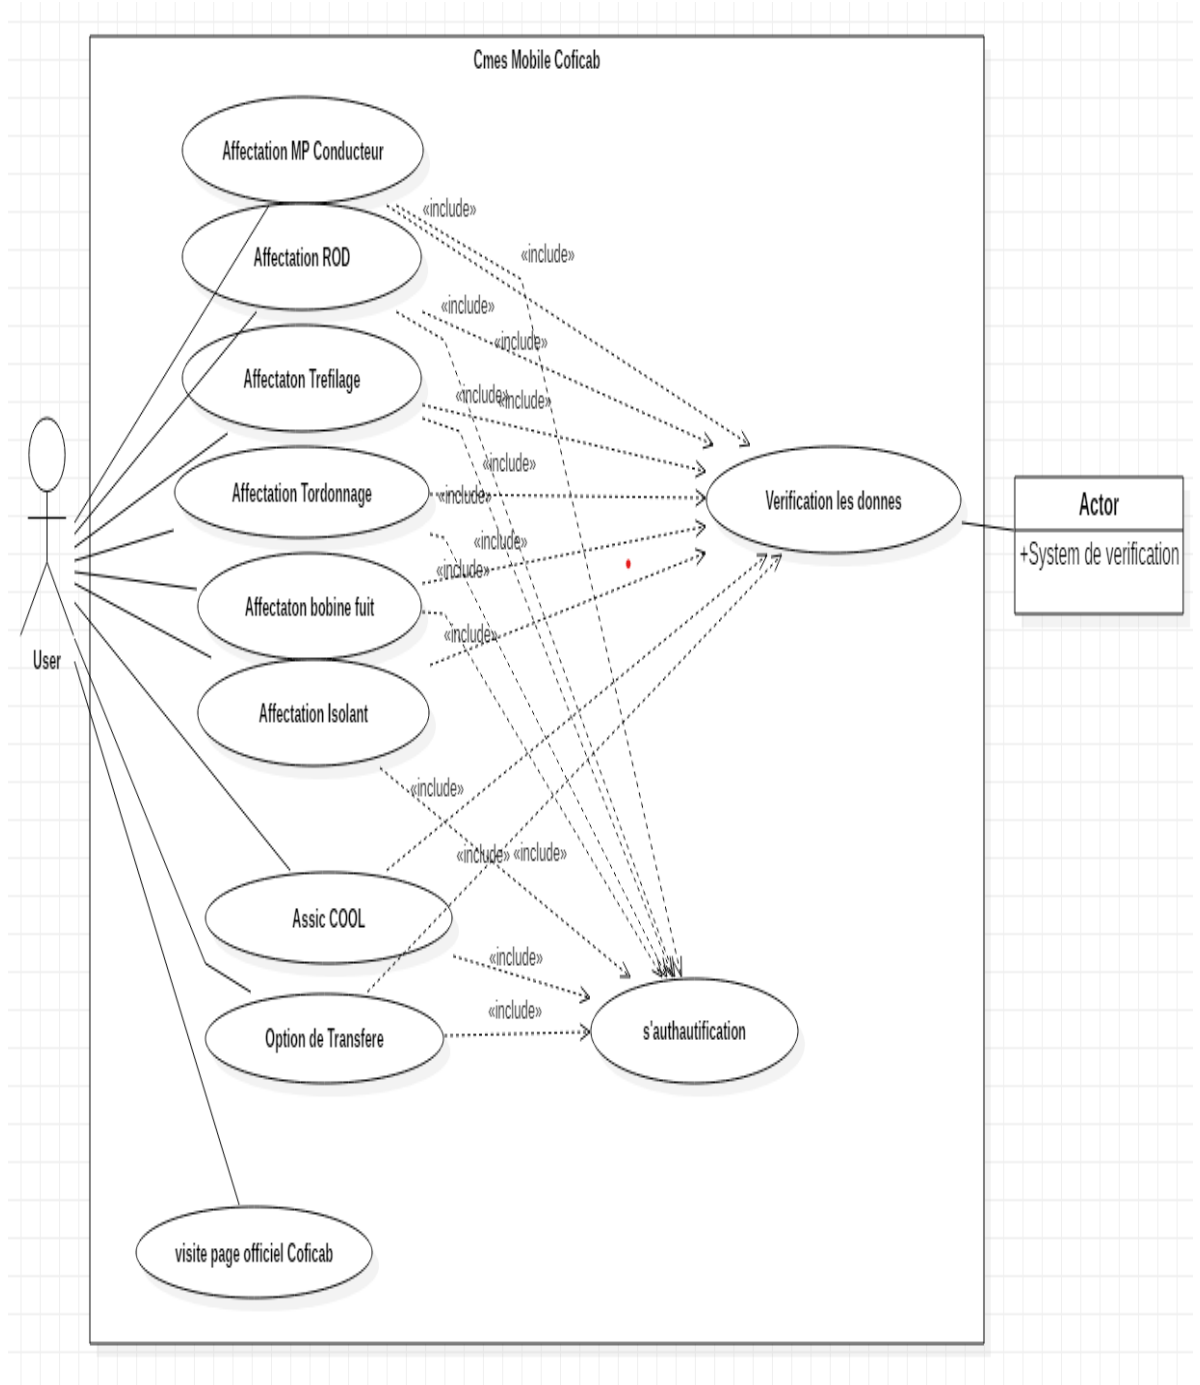 Cmes Mobile Coficab
Affectation MP Conducteur
«include»
Affectation ROD
«include»
«include»
«include»
Affectaton Trefilage
«include»
«include»
«include»
Affectation Tordonnage
«include»
Verification les donnes
Actor
+System de verification
«include»
«include»
Affectaton bobine fuit
«include»
User
Affectation Isolant
«include»
«include»
«include»
Assic COOL
«include»
«include»
Option de Transfere
s'authautification
visite page officiel Coficab